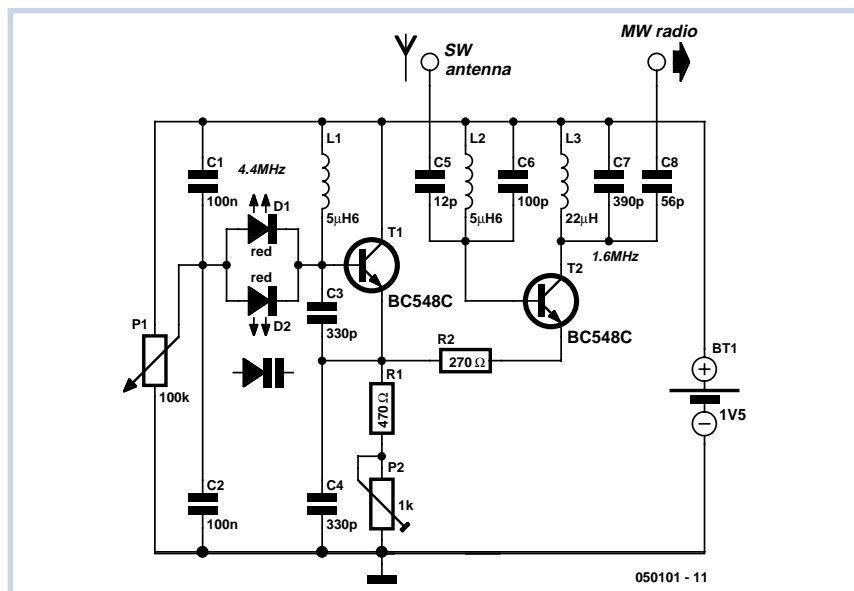 MW radio
SW
antenna
L1
L2
L3
C1
4.4MHz
C5
C6
C7
C8
100n
D1
12p
5µH6
100p
22µH
390p
56p
5µH6
T1
red
1.6MHz
red
T2
C3
BC548C
D2
P1
330p
R2
BC548C
BT1
270 Ω
R1
100k
470 Ω
1V5
C2
C4
P2
1k
100n
330p
050101 - 11